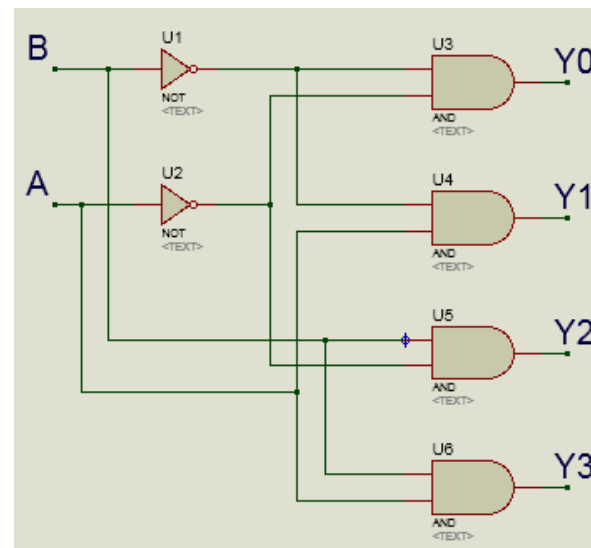 B
U1
NOT
<TEXT>
U3
Y0
AND
<TEXT>
A
U2
NOT
<TEXT>
U4
Y1
AND
<TEXT>
U5
Y2
AND
<TEXT>
U6
Y3
AND
<TEXT>